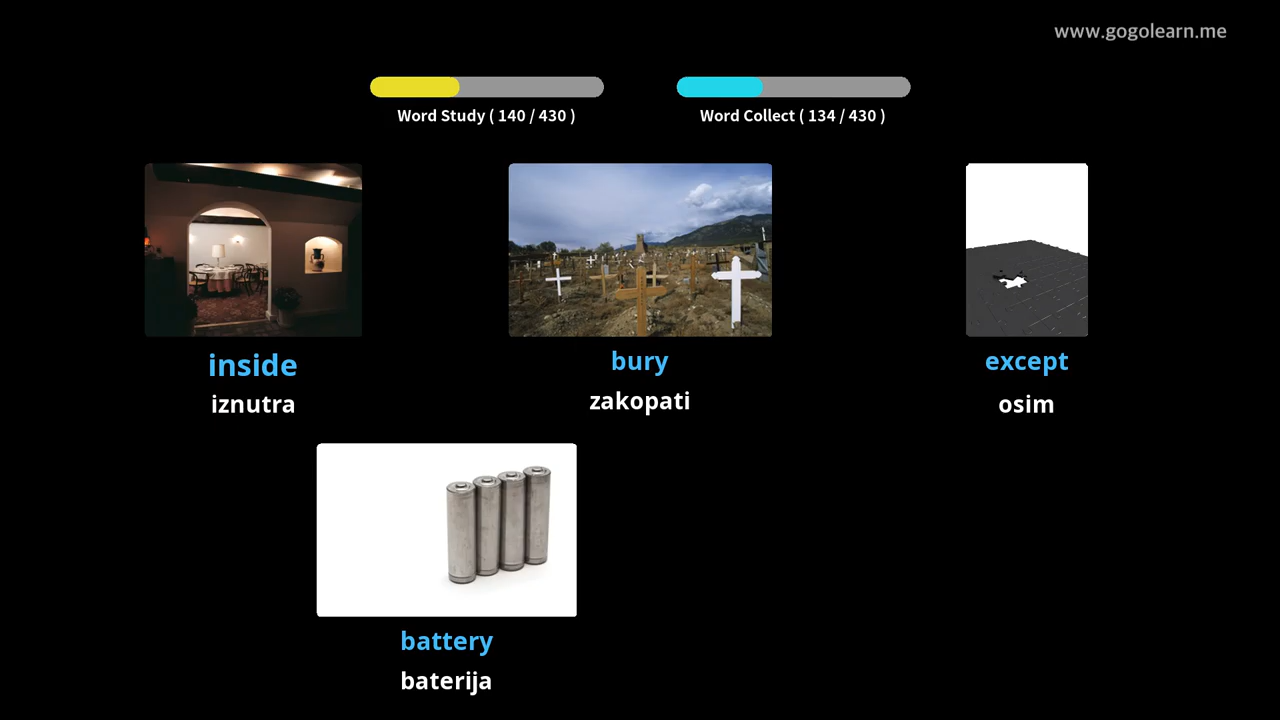 www.gogolearn.me
Word Study ( 140 / 430 )
Word Collect ( 134 / 430 )
inside
iznutra
bury
zakopati
except
osim
battery
baterija